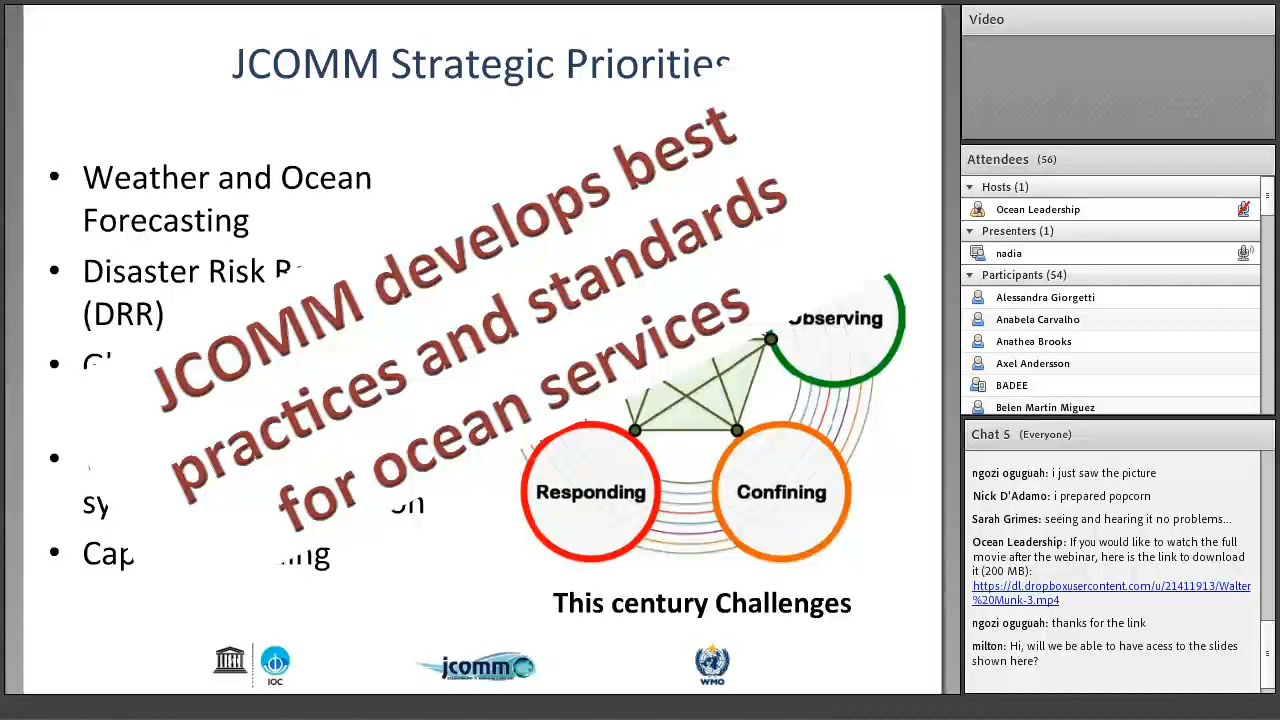 JCOMM Strategic Priorities
• Weather and Ocean
Forecasting
• Disaster Risk
(DRR)
JCOMM develops best
practices and standards
for ocean services
Observing
Responding
Confining
This century Challenges
IOC
jcomm
WMO
Video
Attendees (56)
Hosts (1)
Ocean Leadership
Presenters (1)
nadia
Participants (54)
Alessandra Giorgetti
Anabela Carvalho
Anathea Brooks
Axel Andersson
BADEE
Belen Martin Miguez
Chat 5 (Everyone)
ngozi oguguah: i just saw the picture
Nick D'Adamo: i prepared popcorn
Sarah Grimes: seeing and hearing it no problems...
Ocean Leadership: If you would like to watch the full
movie after the webinar, here is the link to download
it (200 MB):
https://dl.dropboxusercontent.com/u/21411913/Walter
%20Munk-3.mp4
ngozi oguguah: thanks for the link
milton: Hi, will we be able to have acess to the slides
shown here?